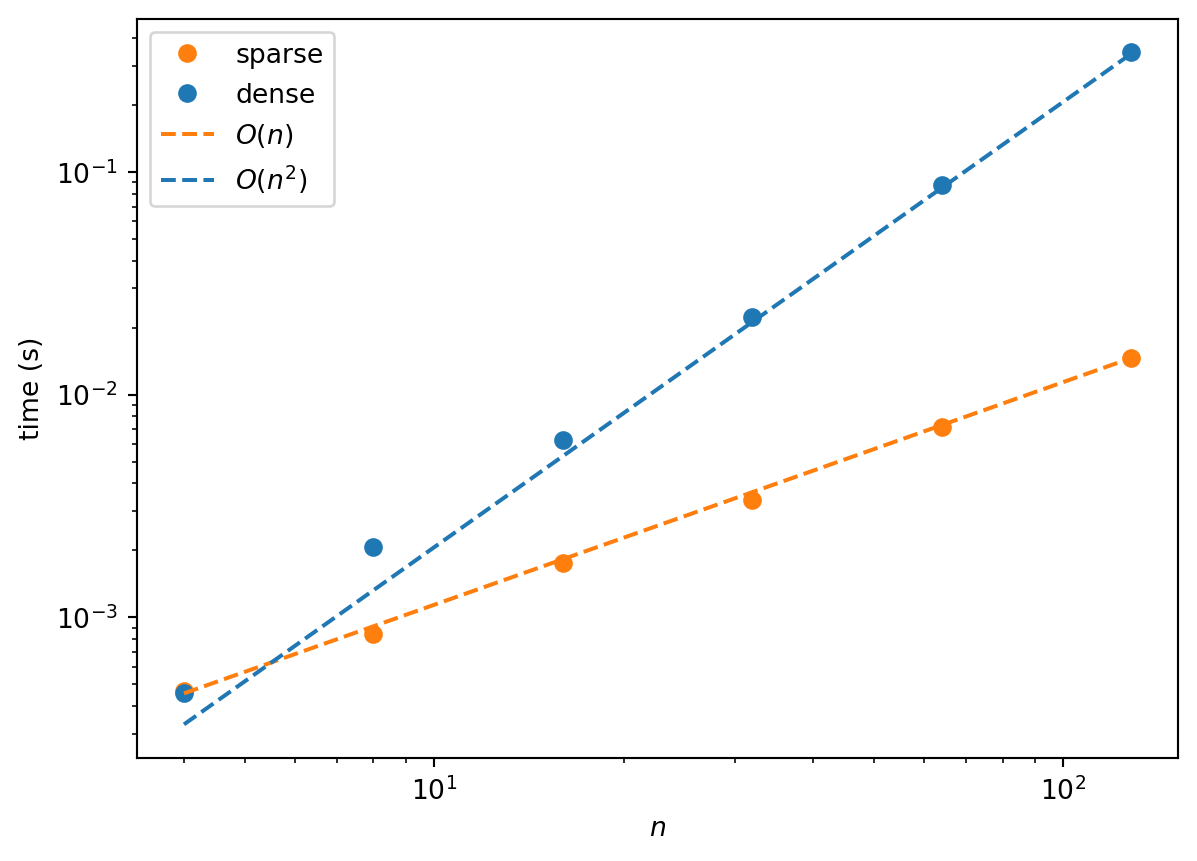 sparse
dense
O(n)
O(n²)
10⁻¹
10⁻²
10⁻³
time (s)
10¹
10²
n